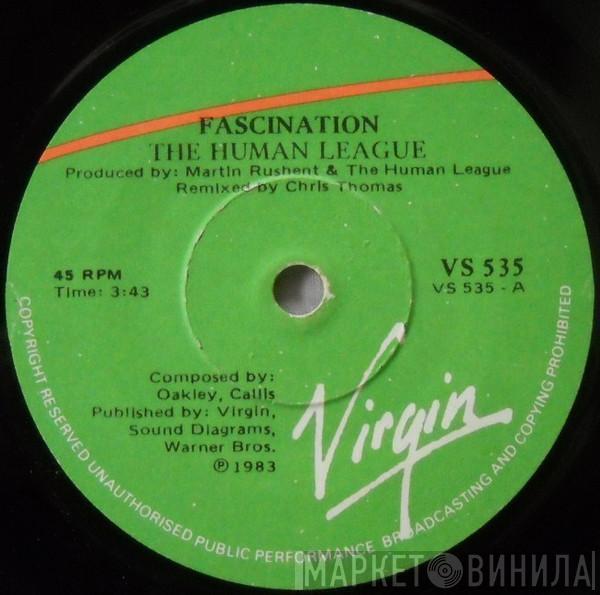 FASCINATION
THE HUMAN LEAGUE
Produced by: Martin Rushent & The Human League
Remixed by Chris Thomas
45 RPM
Time: 3:43
VS 535
VS 535 - A
Composed by:
Oakley, Callis
Published by: Virgin,
Sound Diagrams,
Warner Bros.
℗ 1983
Virgin
COPYRIGHT RESERVED UNAUTHORISED PUBLIC PERFORMANCE BROADCASTING AND COPYING PROHIBITED
МАРКЕТ ВИНИЛА